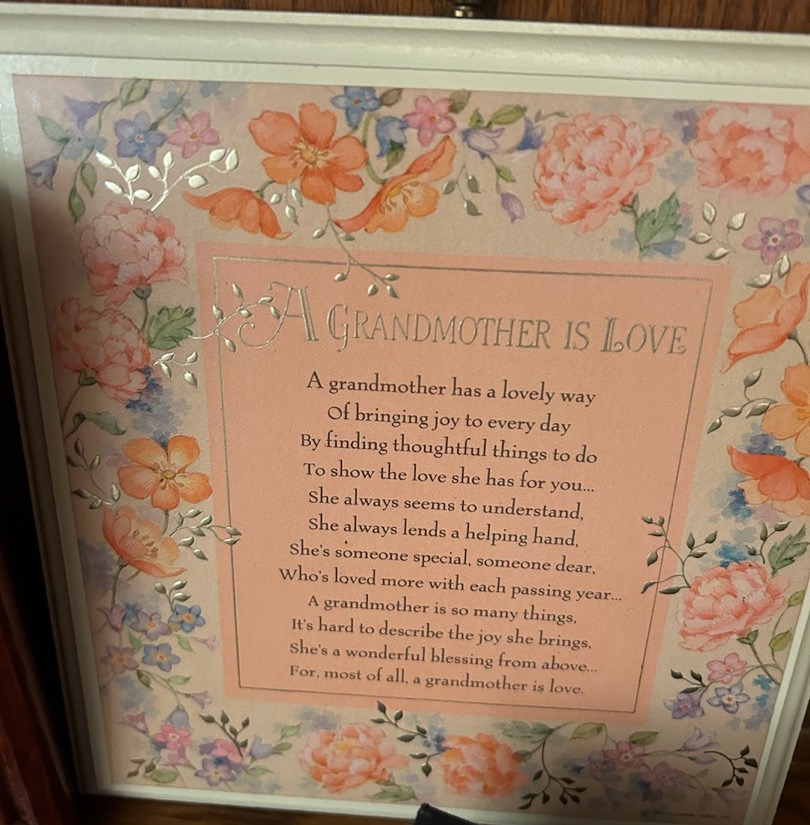 A GRANDMOTHER IS LOVE
A grandmother has a lovely way
Of bringing joy to every day
By finding thoughtful things to do
To show the love she has for you...
She always seems to understand,
She always lends a helping hand,
She's someone special, someone dear,
Who's loved more with each passing year...
A grandmother is so many things,
It's hard to describe the joy she brings,
She's a wonderful blessing from above...
For, most of all, a grandmother is love.